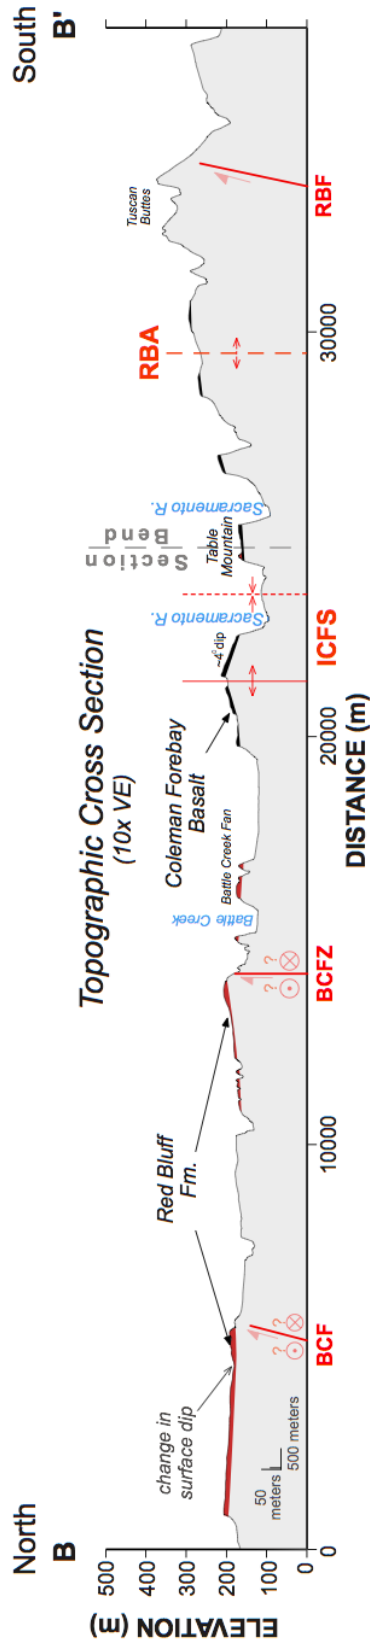 North
South
B
B'
Topographic Cross Section
(10x VE)
ELEVATION (m)
500
400
300
200
100
0
change in
surface dip
Red Bluff
Fm.
Battle Creek
Battle Creek Fan
Coleman Forebay
Basalt
~4° dip
Sacramento R.
Table
Mountain
Section
Bend
Sacramento R.
RBA
Tuscan
Buttes
50
meters
500 meters
?
?
BCF
?
?
BCFZ
ICFS
RBF
0
10000
20000
30000
DISTANCE (m)